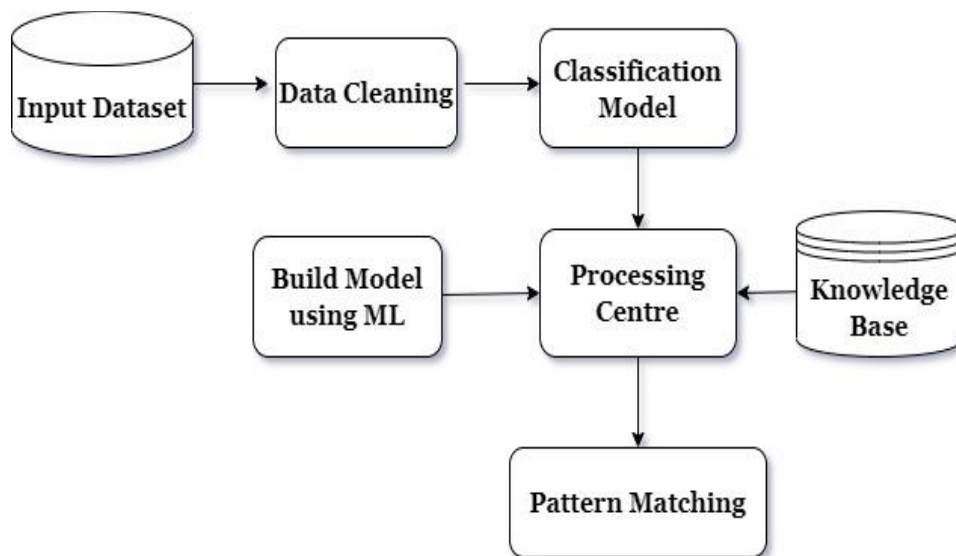 Input Dataset
Data Cleaning
Classification
Model
Build Model
using ML
Processing
Centre
Knowledge
Base
Pattern Matching